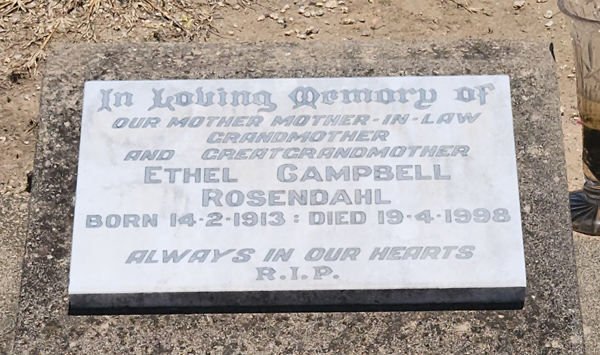 In Loving Memory of
OUR MOTHER MOTHER-IN-LAW
GRANDMOTHER
AND GREATGRANDMOTHER
ETHEL CAMPBELL
ROSENDAHL
BORN 14-2-1913: DIED 19-4-1998
ALWAYS IN OUR HEARTS
R.I.P.